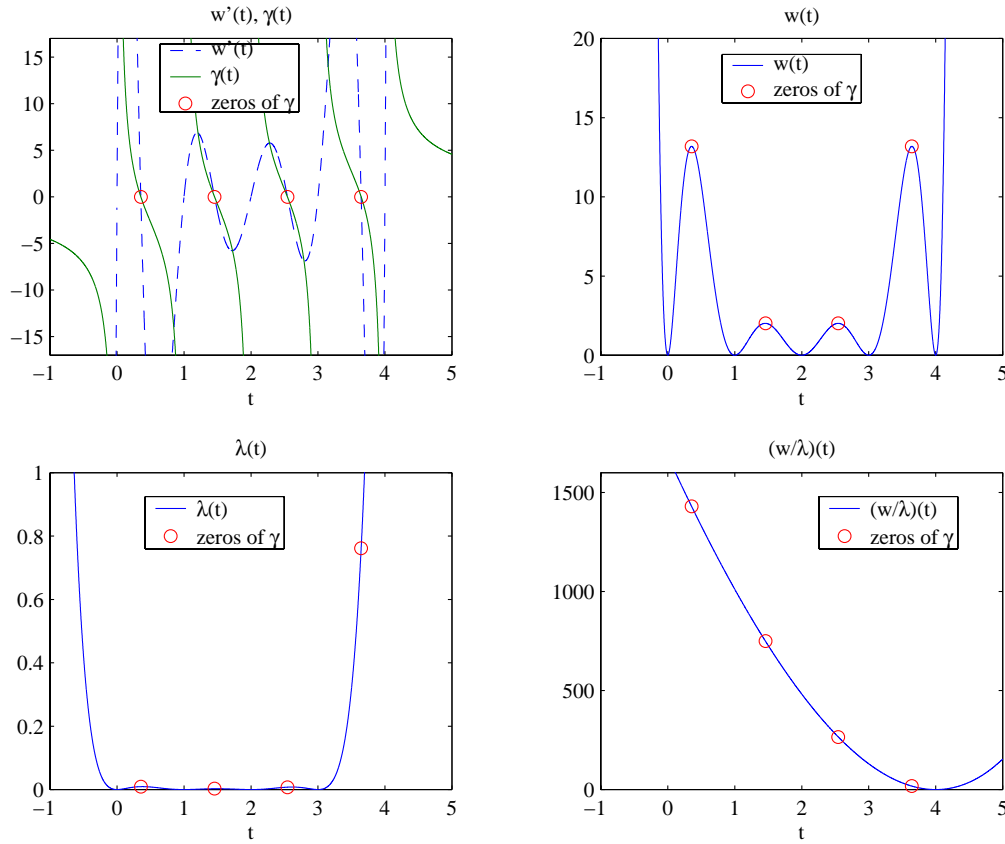 w’(t), γ(t)
w’(t)
γ(t)
zeros of γ
15
10
5
0
−5
−10
−15
−1 0 1 2 3 4 5
t
w(t)
w(t)
zeros of γ
20
15
10
5
0
−1 0 1 2 3 4 5
t
λ(t)
λ(t)
zeros of γ
1
0.8
0.6
0.4
0.2
0
−1 0 1 2 3 4 5
t
(w/λ)(t)
(w/λ)(t)
zeros of γ
1500
1000
500
0
−1 0 1 2 3 4 5
t